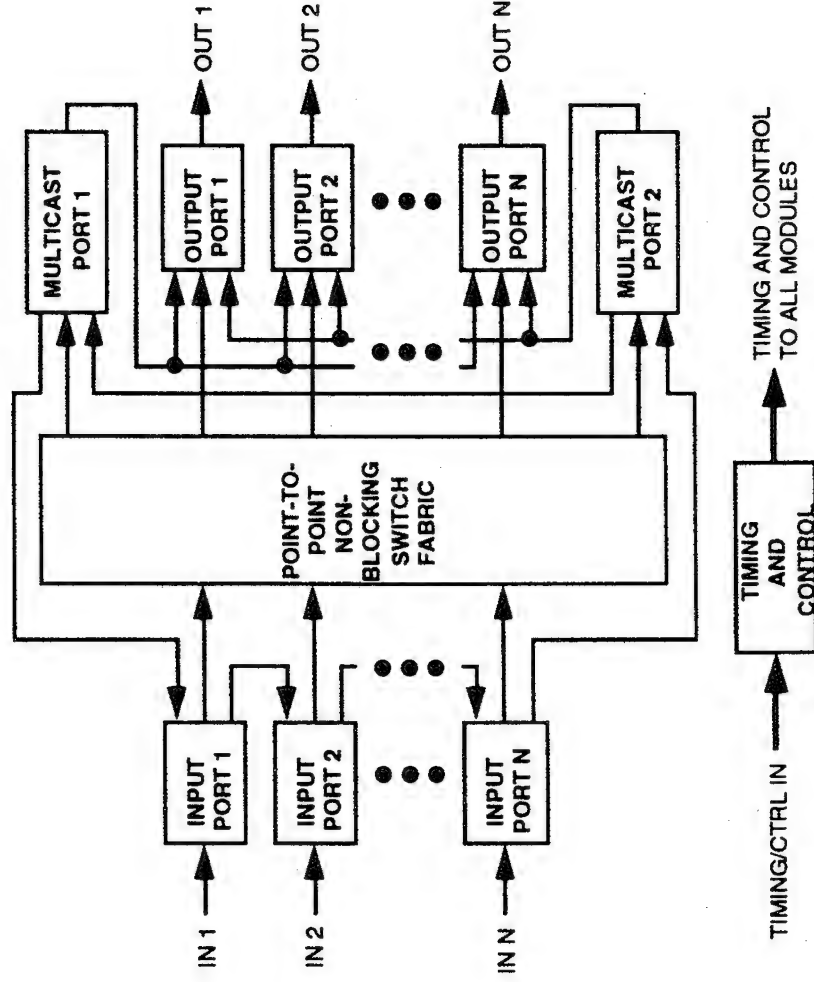 MULTICAST
PORT 1
IN 1
INPUT
PORT 1
OUTPUT
PORT 1
OUT 1
IN 2
INPUT
PORT 2
POINT-TO-
POINT
NON-
BLOCKING
SWITCH
FABRIC
OUTPUT
PORT 2
OUT 2
IN N
INPUT
PORT N
OUTPUT
PORT N
OUT N
MULTICAST
PORT 2
TIMING/CTRL IN
TIMING
AND
CONTROL
TIMING AND CONTROL
TO ALL MODULES